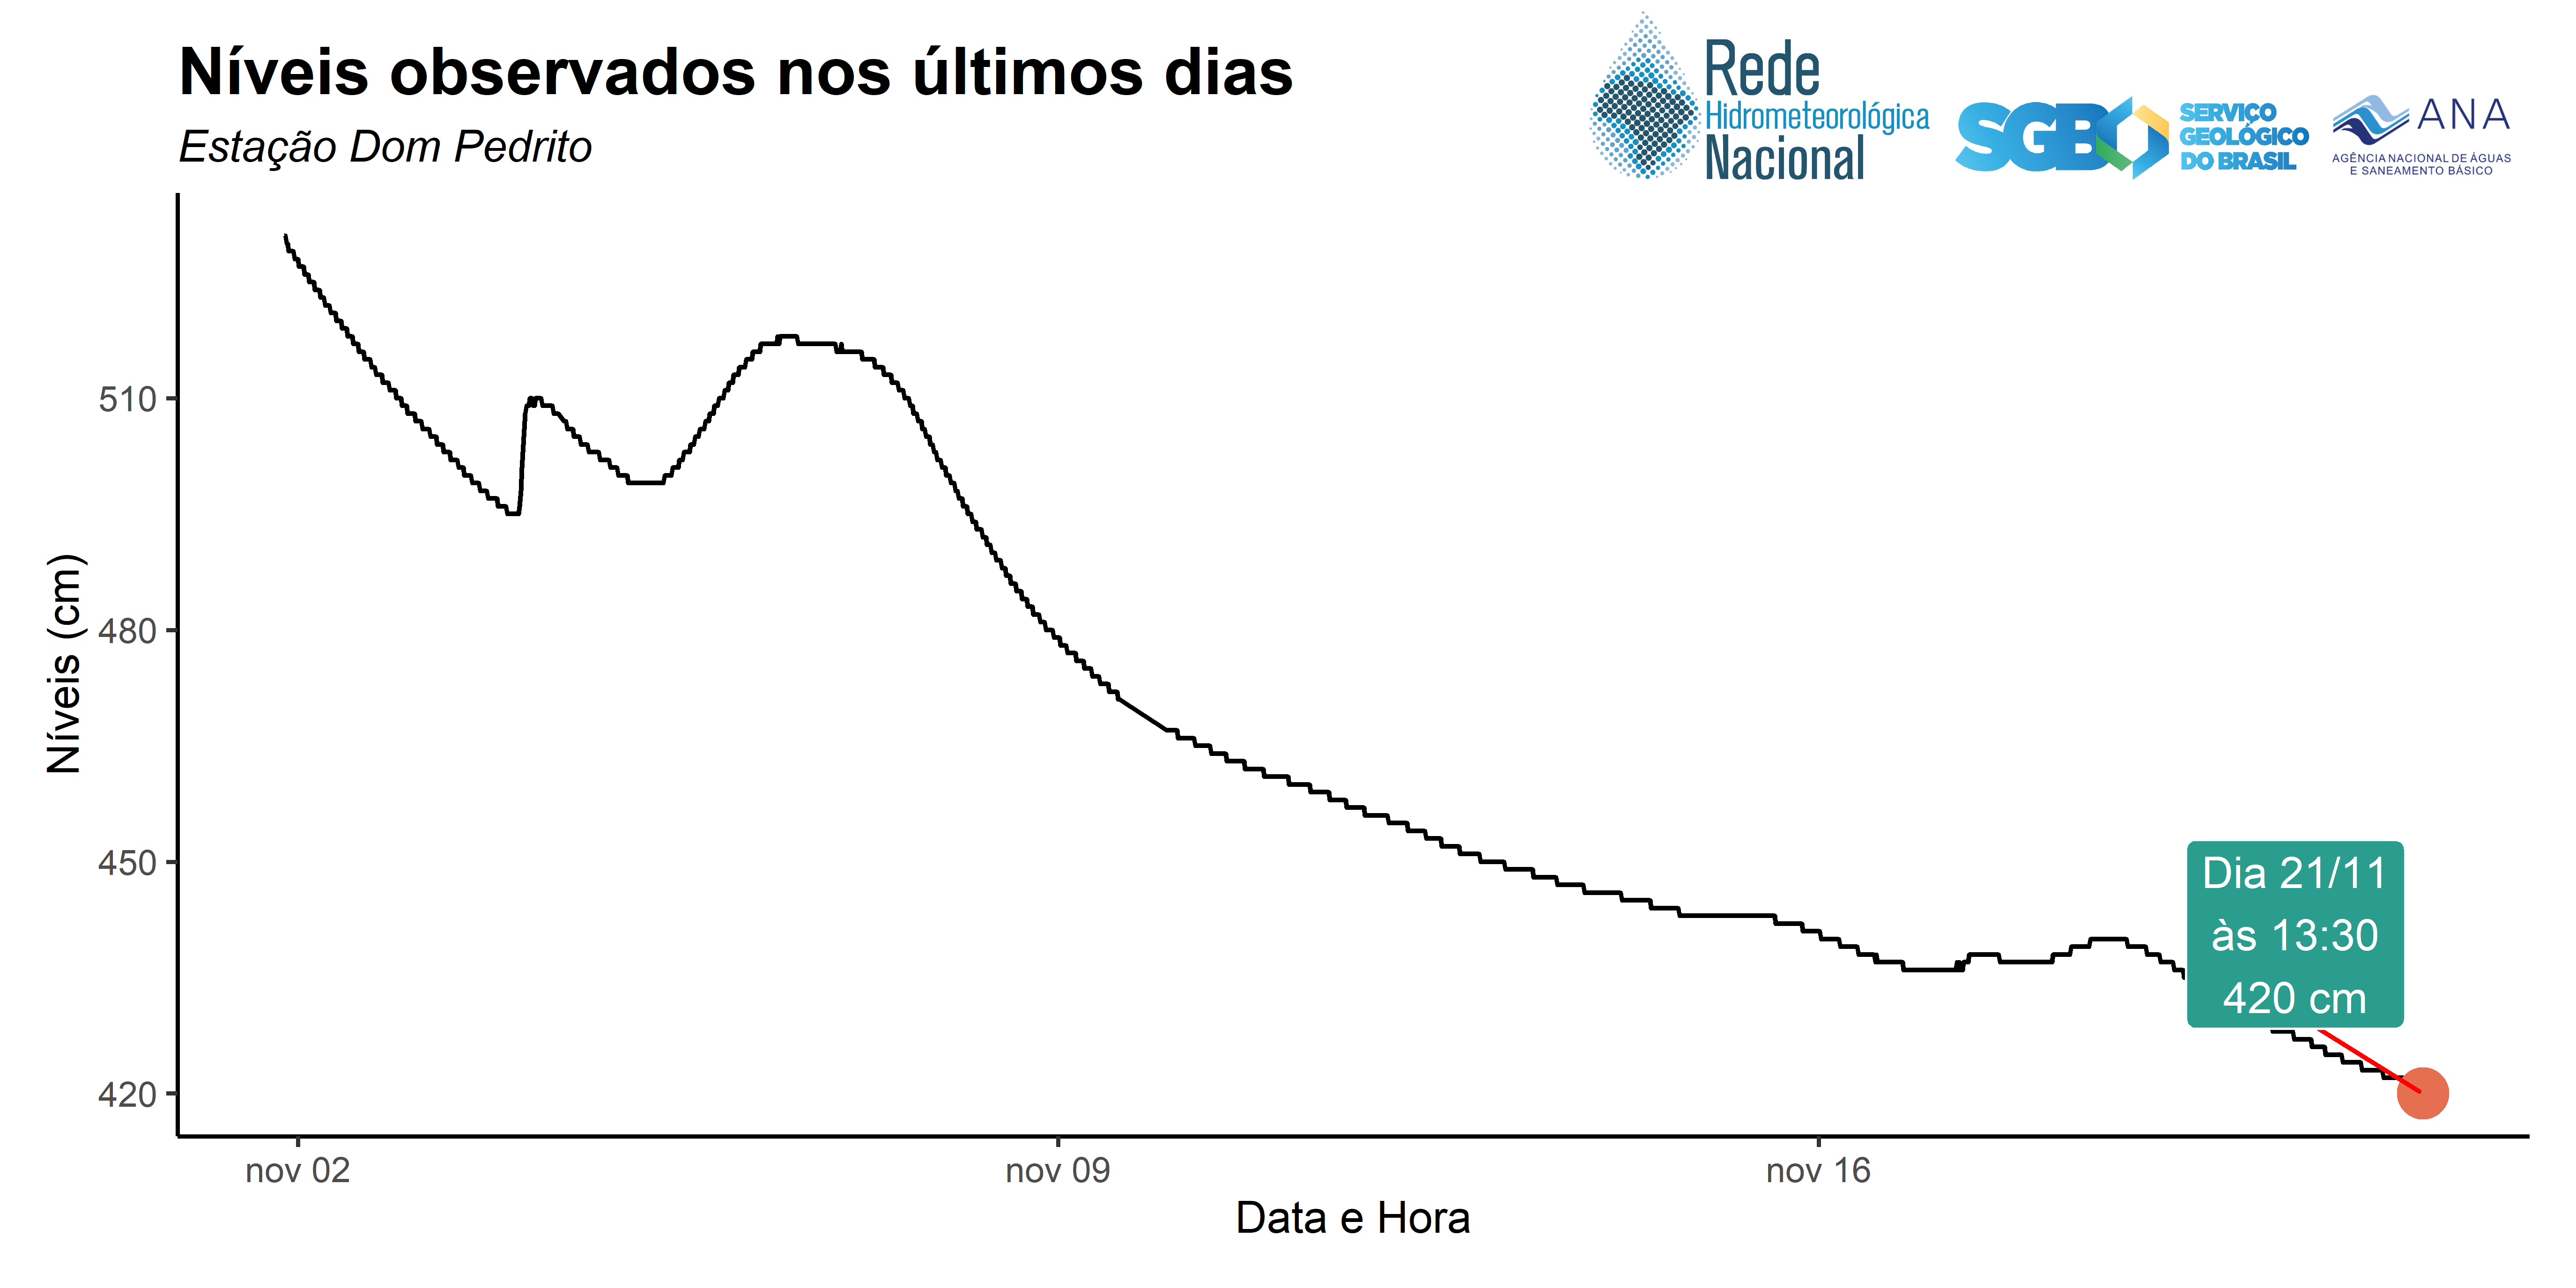 Níveis observados nos últimos dias
Estação Dom Pedrito
Rede
Hidrometeorológica
Nacional
SGB
SERVIÇO
GEOLÓGICO
DO BRASIL
ANA
AGÊNCIA NACIONAL DE ÁGUAS
E SANEAMENTO BÁSICO
Níveis (cm)
510
480
450
420
Dia 21/11
às 13:30
420 cm
nov 02
nov 09
nov 16
Data e Hora